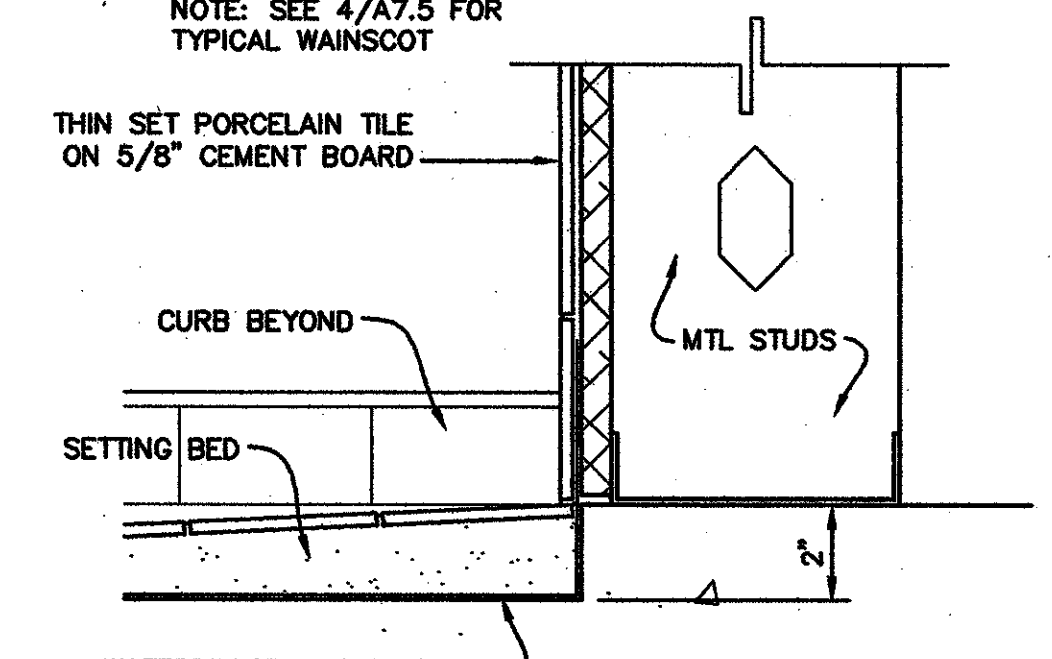 NOTE: SEE 4/A7.5 FOR
TYPICAL WAINSCOT
THIN SET PORCELAIN TILE
ON 5/8" CEMENT BOARD
CURB BEYOND
MTL STUDS
SETTING BED
2"